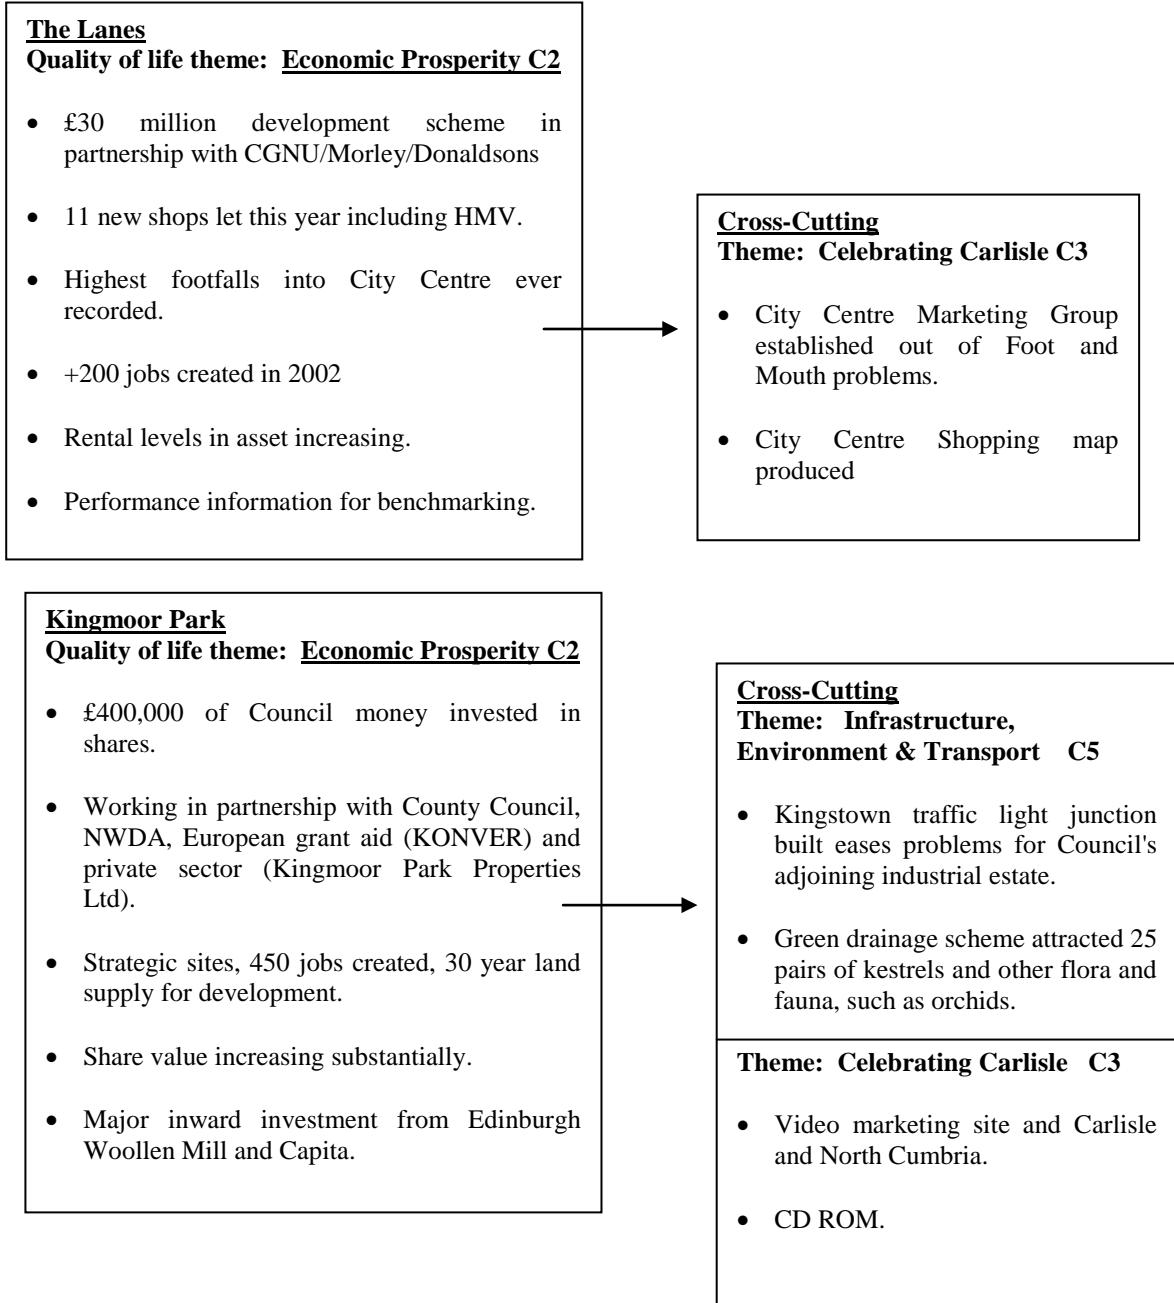 The Lanes
Quality of life theme: Economic Prosperity C2
• £30 million development scheme in
partnership with CGNU/Morley/Donaldsons
• 11 new shops let this year including HMV.
• Highest footfalls into City Centre ever
recorded.
• +200 jobs created in 2002
• Rental levels in asset increasing.
• Performance information for benchmarking.
Cross-Cutting
Theme: Celebrating Carlisle C3
• City Centre Marketing Group
established out of Foot and
Mouth problems.
• City Centre Shopping map
produced
Kingmoor Park
Quality of life theme: Economic Prosperity C2
• £400,000 of Council money invested in
shares.
• Working in partnership with County Council,
NWDA, European grant aid (KONVER) and
private sector (Kingmoor Park Properties
Ltd).
• Strategic sites, 450 jobs created, 30 year land
supply for development.
• Share value increasing substantially.
• Major inward investment from Edinburgh
Woollen Mill and Capita.
Cross-Cutting
Theme: Infrastructure,
Environment & Transport C5
• Kingstown traffic light junction
built eases problems for Council's
adjoining industrial estate.
• Green drainage scheme attracted 25
pairs of kestrels and other flora and
fauna, such as orchids.
Theme: Celebrating Carlisle C3
• Video marketing site and Carlisle
and North Cumbria.
• CD ROM.